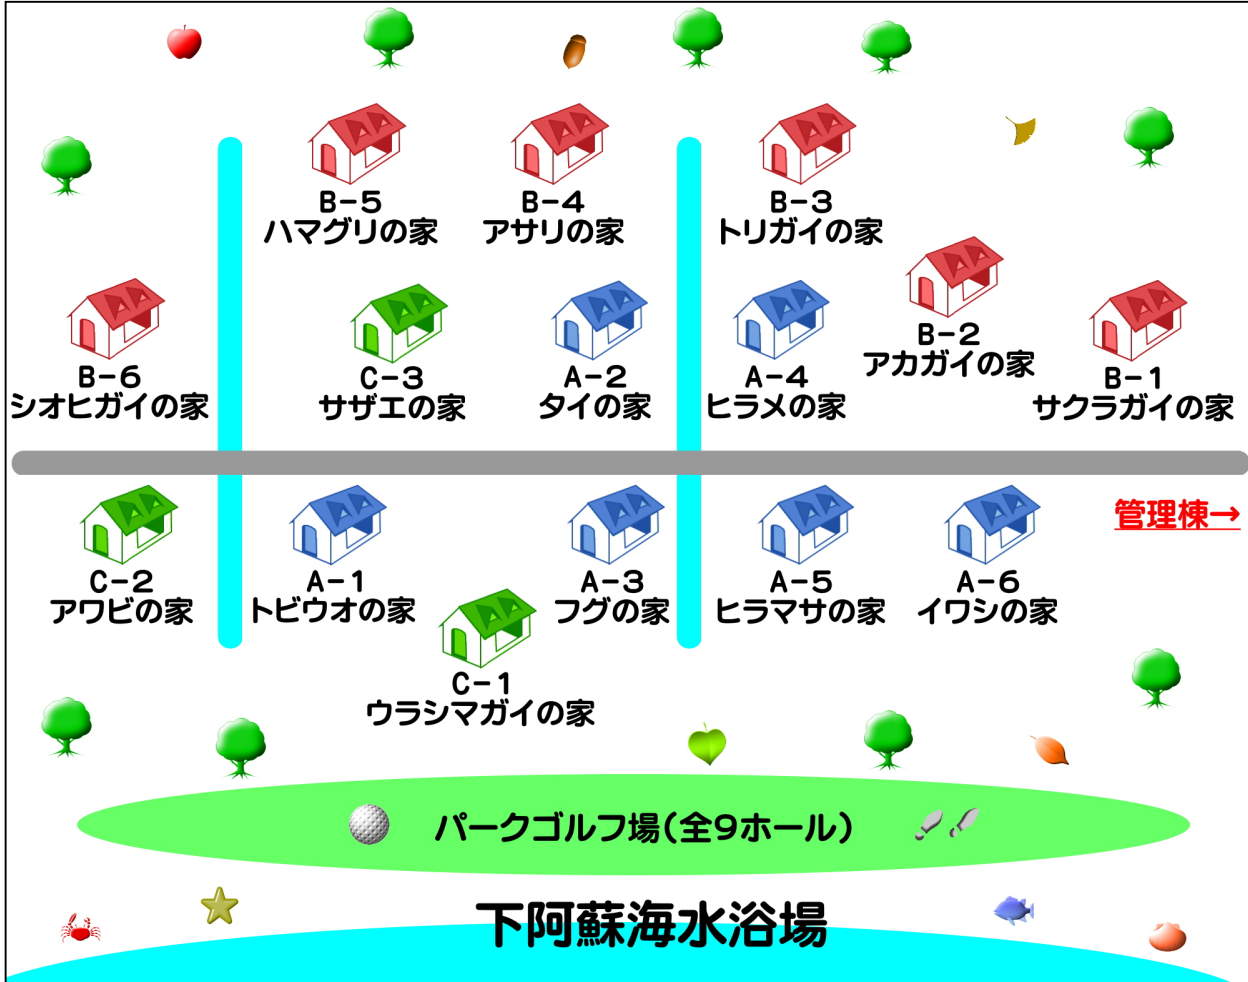 B-5
ハマグリの家
B-4
アサリの家
B-3
トリガイの家
B-2
アカガイの家
B-6
シオヒガイの家
C-3
サザエの家
A-2
タイの家
A-4
ヒラメの家
B-1
サクラガイの家
管理棟→
C-2
アワビの家
A-1
トビウオの家
A-3
フグの家
A-5
ヒラマサの家
A-6
イワシの家
C-1
ウラシマガイの家
パークゴルフ場(全9ホール)
下阿蘇海水浴場